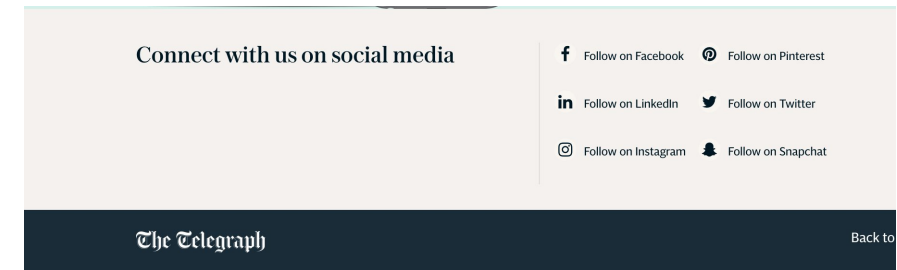 Connect with us on social media
Follow on Facebook
Follow on Pinterest
Follow on LinkedIn
Follow on Twitter
Follow on Instagram
Follow on Snapchat
The Telegraph
Back to